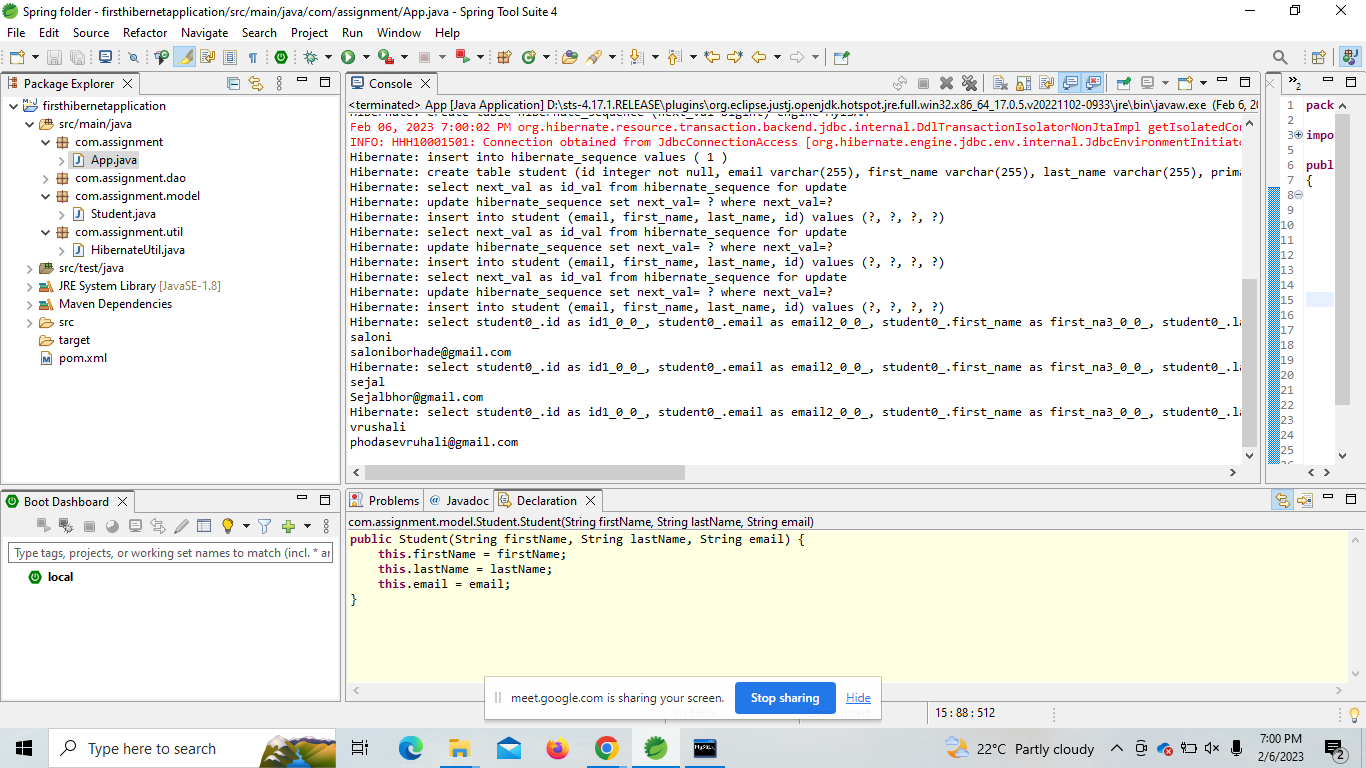 Spring folder - firsthibernetapplication/src/main/java/com/assignment/App.java - Spring Tool Suite 4
File Edit Source Refactor Navigate Search Project Run Window Help
Package Explorer
firsthibernetapplication
src/main/java
com.assignment
App.java
com.assignment.dao
com.assignment.model
Student.java
com.assignment.util
HibernateUtil.java
src/test/java
JRE System Library [JavaSE-1.8]
Maven Dependencies
src
target
pom.xml
Console
<terminated> App [Java Application] D:\sts-4.17.1.RELEASE\plugins\org.eclipse.justj.openjdk.hotspot.jre.full.win32.x86_64_17.0.5.v20221102-0933\jre\bin\javaw.exe (Feb 6, 20
Hibernate: create table hibernate_sequence (next_val bigint) engine=MyISAM
Feb 06, 2023 7:00:02 PM org.hibernate.resource.transaction.backend.jdbc.internal.DdlTransactionIsolatorNonJtaImpl getIsolatedCon
INFO: HHH10001501: Connection obtained from JdbcConnectionAccess [org.hibernate.engine.jdbc.env.internal.JdbcEnvironmentInitiato
Hibernate: insert into hibernate_sequence values ( 1 )
Hibernate: create table student (id integer not null, email varchar(255), first_name varchar(255), last_name varchar(255), prima
Hibernate: select next_val as id_val from hibernate_sequence for update
Hibernate: update hibernate_sequence set next_val= ? where next_val=?
Hibernate: insert into student (email, first_name, last_name, id) values (?, ?, ?, ?)
Hibernate: select next_val as id_val from hibernate_sequence for update
Hibernate: update hibernate_sequence set next_val= ? where next_val=?
Hibernate: insert into student (email, first_name, last_name, id) values (?, ?, ?, ?)
Hibernate: select next_val as id_val from hibernate_sequence for update
Hibernate: update hibernate_sequence set next_val= ? where next_val=?
Hibernate: insert into student (email, first_name, last_name, id) values (?, ?, ?, ?)
Hibernate: select student0_.id as id1_0_0_, student0_.email as email2_0_0_, student0_.first_name as first_na3_0_0_, student0_.la
saloni
saloniborhade@gmail.com
Hibernate: select student0_.id as id1_0_0_, student0_.email as email2_0_0_, student0_.first_name as first_na3_0_0_, student0_.la
sejal
Sejalbhor@gmail.com
Hibernate: select student0_.id as id1_0_0_, student0_.email as email2_0_0_, student0_.first_name as first_na3_0_0_, student0_.la
vrushali
phodasevruhali@gmail.com
»2
1 pack
2
3 impo
6 publ
7 {
8
9
10
11
12
13
14
15
16
17
18
19
20
21
22
23
24
25
Boot Dashboard
Type tags, projects, or working set names to match (incl. * ar
local
Problems @ Javadoc Declaration
com.assignment.model.Student.Student(String firstName, String lastName, String email)
public Student(String firstName, String lastName, String email) {
this.firstName = firstName;
this.lastName = lastName;
this.email = email;
}
meet.google.com is sharing your screen. Stop sharing Hide
15 : 88 : 512
Type here to search
MySQL
22°C Partly cloudy
7:00 PM
2/6/2023
2